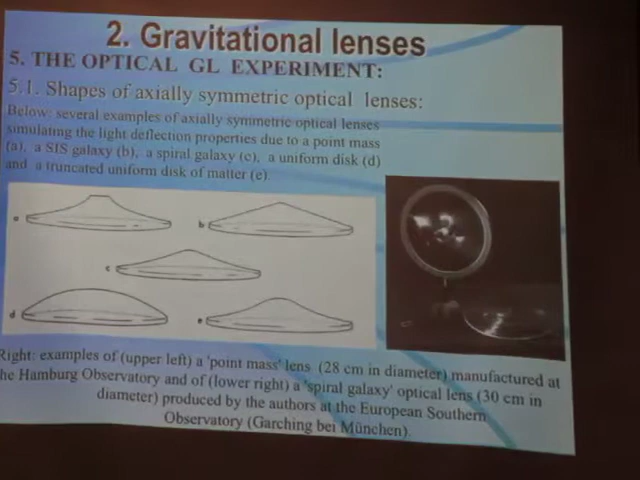 2. Gravitational lenses
5. THE OPTICAL GL EXPERIMENT:
5.1. Shapes of axially symmetric optical lenses:
Below: several examples of axially symmetric optical lenses
simulating the light deflection properties due to a point mass
(a), a SIS galaxy (b), a spiral galaxy (c), a uniform disk (d)
and a truncated uniform disk of matter (e)
a
b
c
d
e
Right: examples of (upper left) a 'point mass' lens (28 cm in diameter) manufactured at
the Hamburg Observatory and of (lower right) a 'spiral galaxy' optical lens (30 cm in
diameter) produced by the authors at the European Southern
Observatory (Garching bei München).